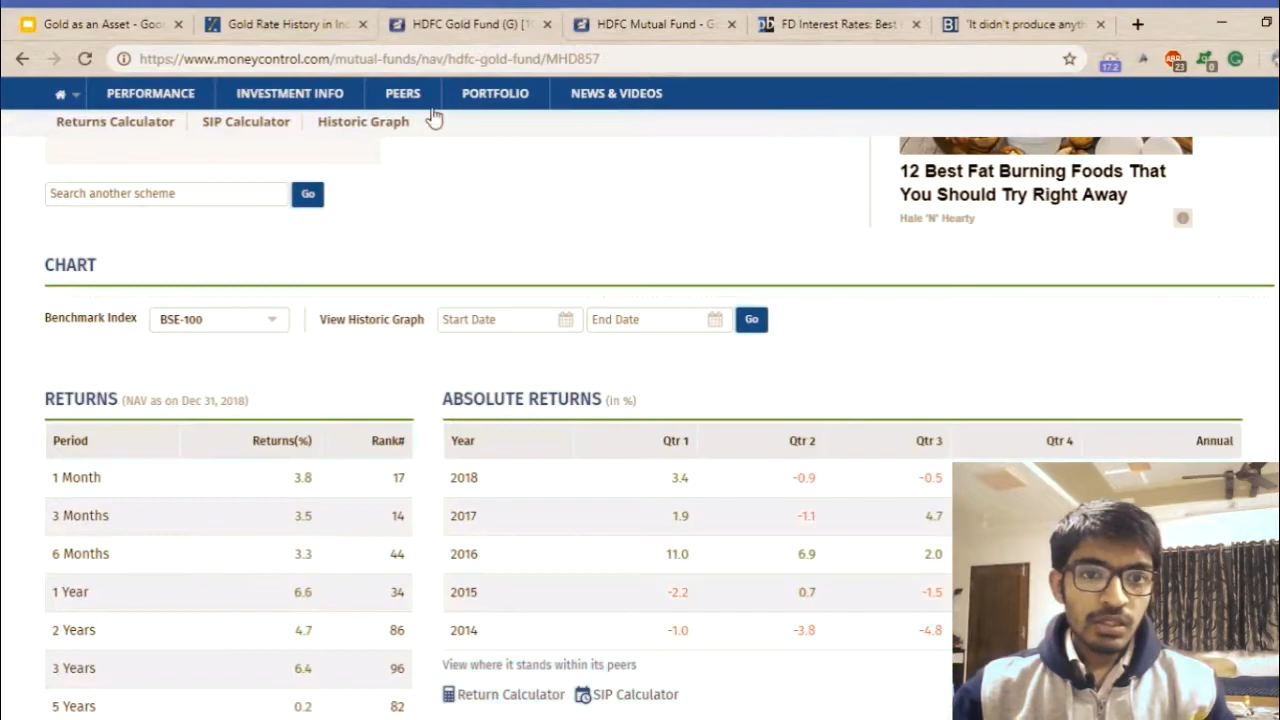 Gold as an Asset - Goo
Gold Rate History in In
HDFC Gold Fund (G) [1
HDFC Mutual Fund - G
FD Interest Rates: Best
'It didn't produce anyth
https://www.moneycontrol.com/mutual-funds/nav/hdfc-gold-fund/MHD857
17.2
23
0
PERFORMANCE INVESTMENT INFO PEERS PORTFOLIO NEWS & VIDEOS
Returns Calculator SIP Calculator Historic Graph
12 Best Fat Burning Foods That
You Should Try Right Away
Hale 'N' Hearty
Search another scheme Go
CHART
Benchmark Index BSE-100 View Historic Graph Start Date End Date Go
RETURNS (NAV as on Dec 31, 2018)
Period Returns(%) Rank#
1 Month 3.8 17
3 Months 3.5 14
6 Months 3.3 44
1 Year 6.6 34
2 Years 4.7 86
3 Years 6.4 96
5 Years 0.2 82
ABSOLUTE RETURNS (in %)
Year Qtr 1 Qtr 2 Qtr 3 Qtr 4 Annual
2018 3.4 -0.9 -0.5
2017 1.9 -1.1 4.7
2016 11.0 6.9 2.0
2015 -2.2 0.7 -1.5
2014 -1.0 -3.8 -4.8
View where it stands within its peers
Return Calculator SIP Calculator